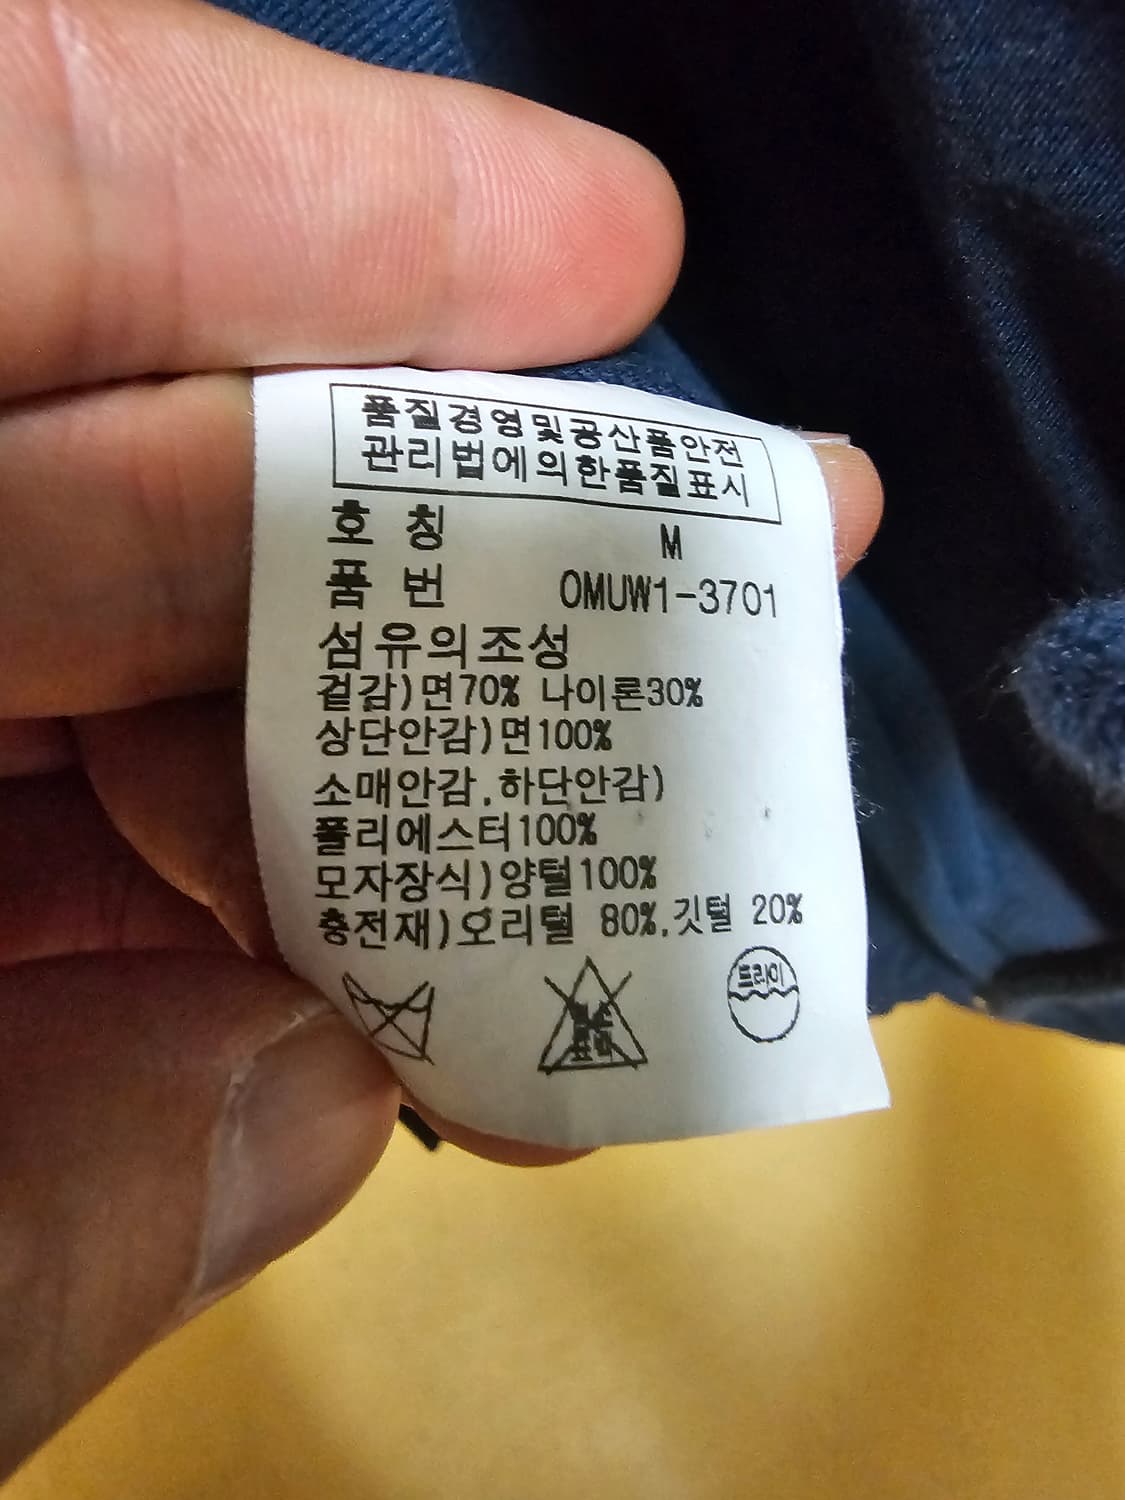 품질경영및공산품안전
관리법에의한품질표시
호 칭 M
품 번 OMUW1-3701
섬유의조성
겉감)면70% 나이론30%
상단안감)면100%
소매안감,하단안감)
폴리에스터100%
모자장식)양털100%
충전재)오리털 80%,깃털 20%
드라이